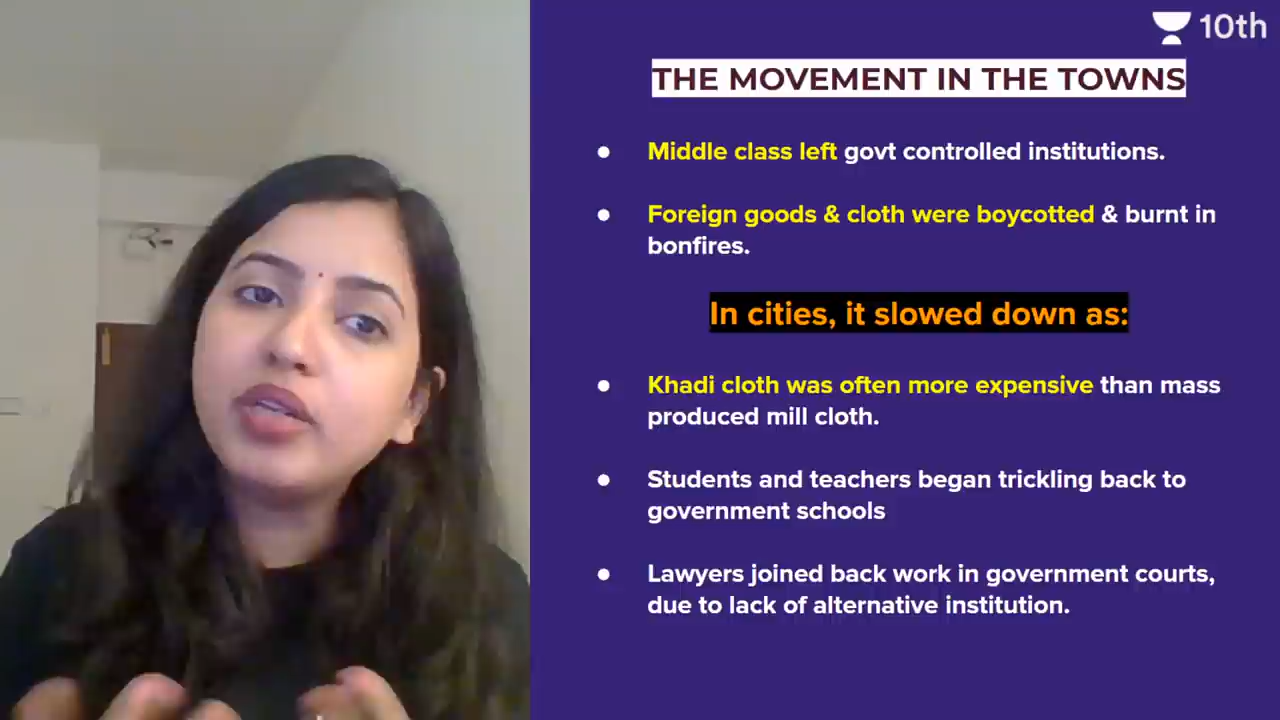 10th
THE MOVEMENT IN THE TOWNS
● Middle class left govt controlled institutions.
● Foreign goods & cloth were boycotted & burnt in
bonfires.
In cities, it slowed down as:
● Khadi cloth was often more expensive than mass
produced mill cloth.
● Students and teachers began trickling back to
government schools
● Lawyers joined back work in government courts,
due to lack of alternative institution.